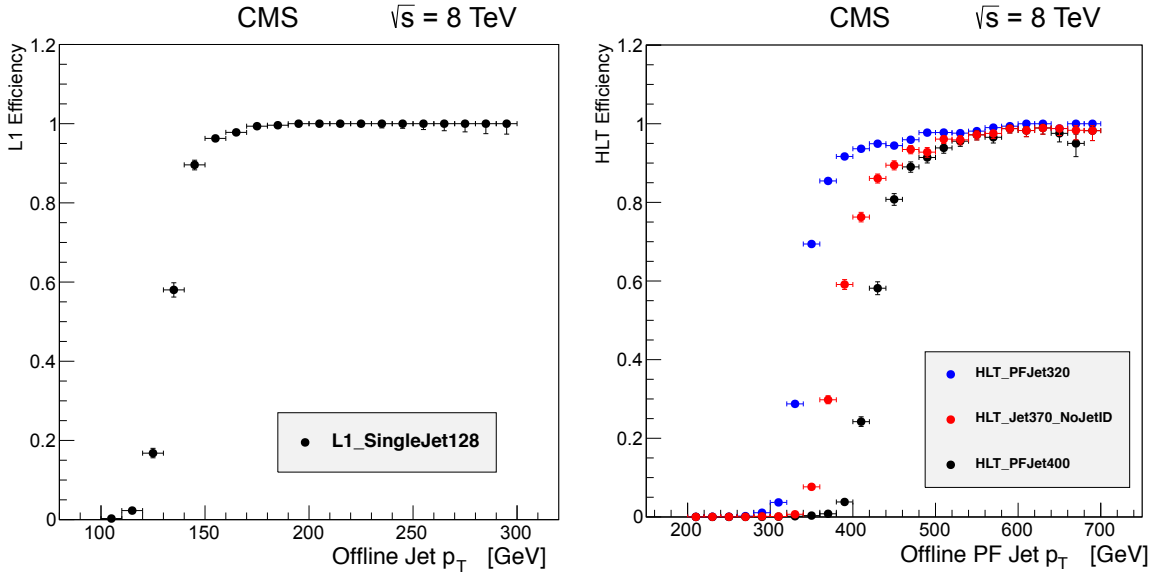 CMS √s = 8 TeV
L1 Efficiency
1.2
1
0.8
0.6
0.4
0.2
0
L1_SingleJet128
100 150 200 250 300
Offline Jet pT [GeV]
CMS √s = 8 TeV
HLT Efficiency
1.2
1
0.8
0.6
0.4
0.2
0
HLT_PFJet320
HLT_Jet370_NoJetID
HLT_PFJet400
200 300 400 500 600 700
Offline PF Jet pT [GeV]